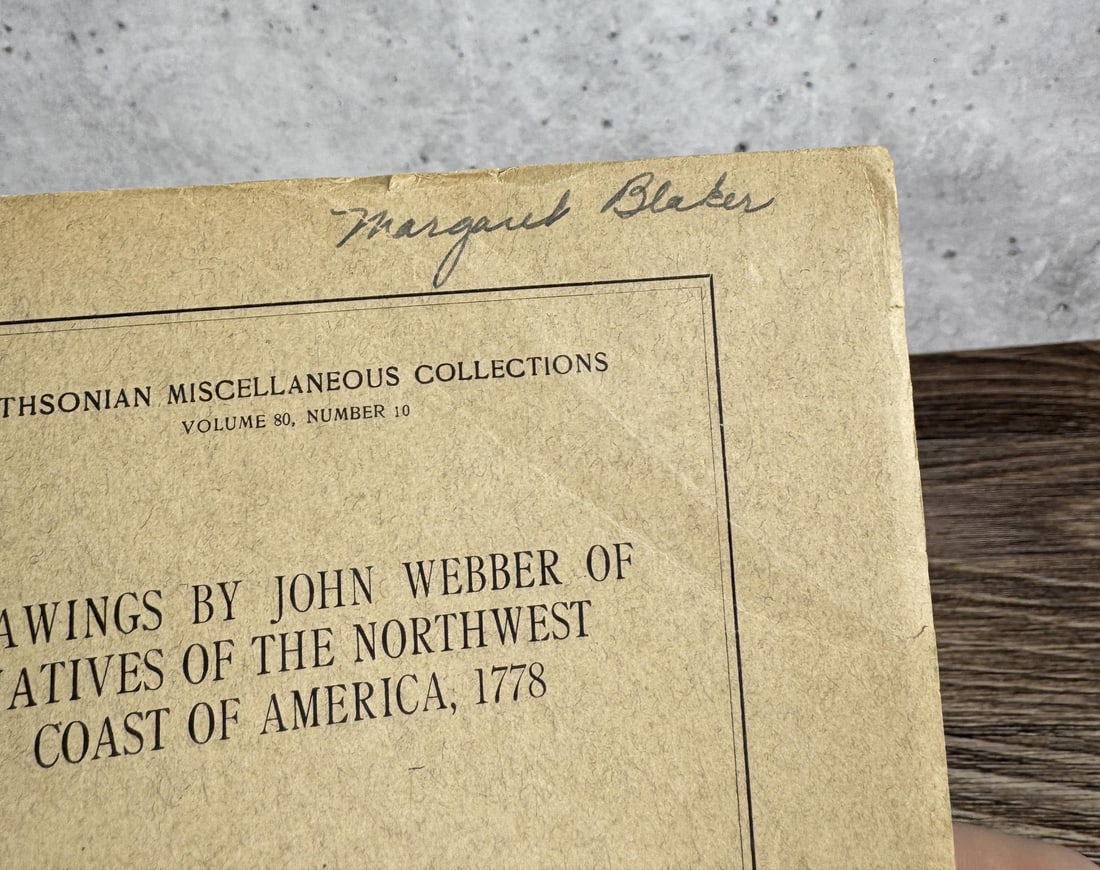 Margaret Blaker
THSONIAN MISCELLANEOUS COLLECTIONS
VOLUME 80, NUMBER 10
AWINGS BY JOHN WEBBER OF
ATIVES OF THE NORTHWEST
COAST OF AMERICA, 1778